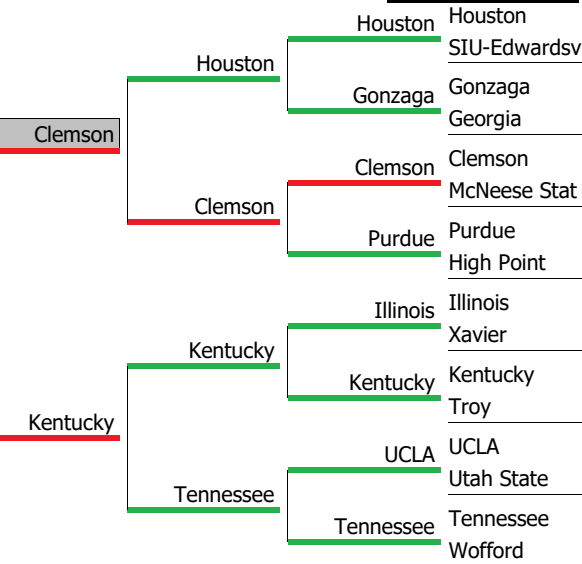 Houston
SIU-Edwardsv
Gonzaga
Georgia
Clemson
McNeese Stat
Purdue
High Point
Illinois
Xavier
Kentucky
Troy
UCLA
Utah State
Tennessee
Wofford
Houston
Gonzaga
Clemson
Purdue
Illinois
Kentucky
UCLA
Tennessee
Houston
Clemson
Kentucky
Tennessee
Clemson
Kentucky